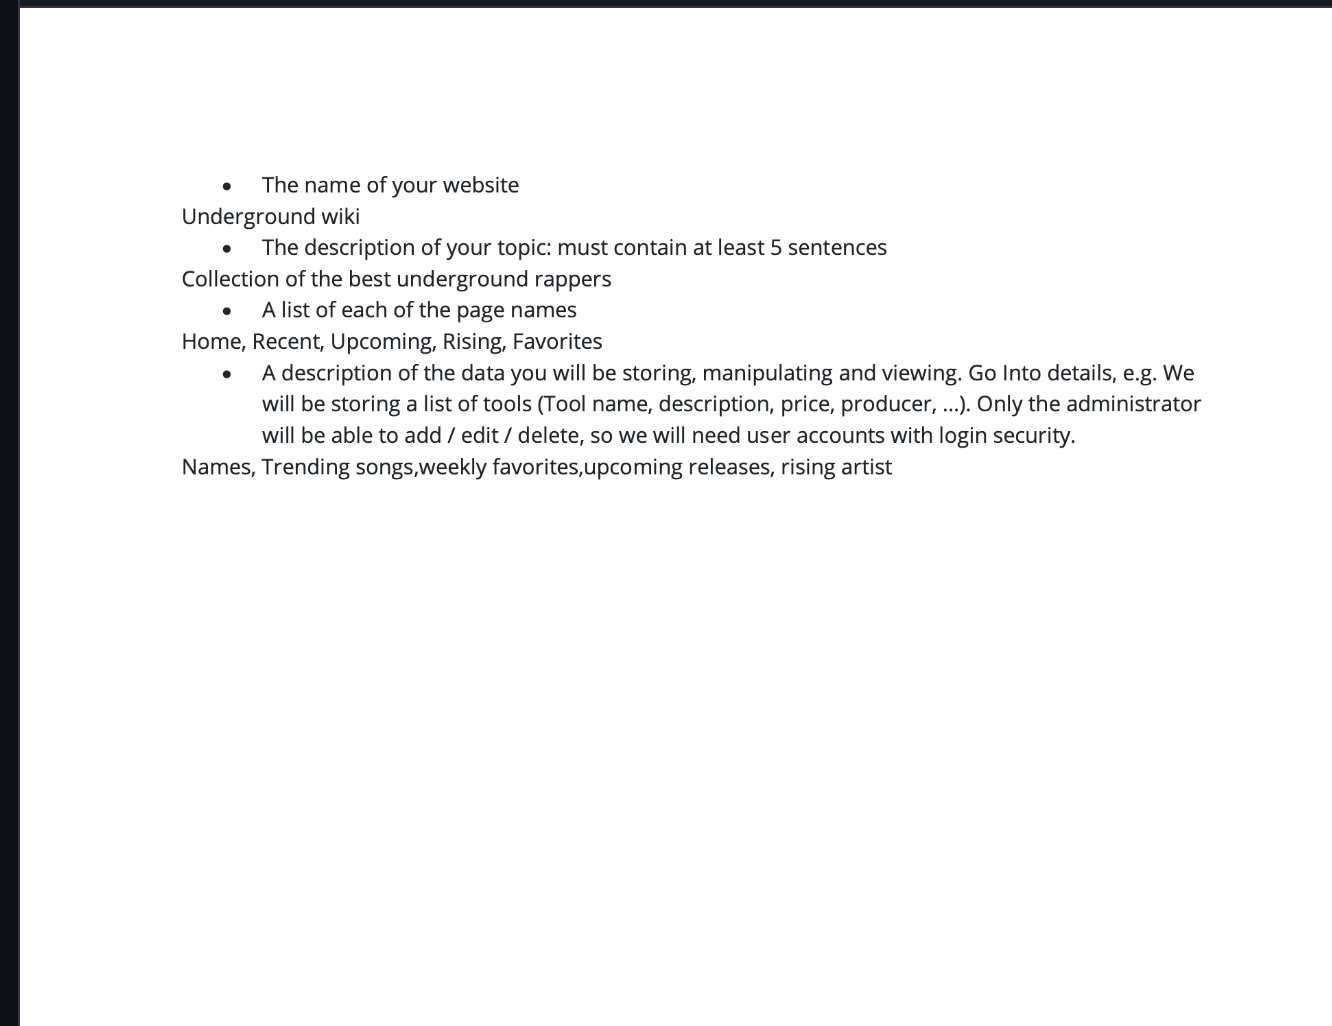 • The name of your website
Underground wiki
• The description of your topic: must contain at least 5 sentences
Collection of the best underground rappers
• A list of each of the page names
Home, Recent, Upcoming, Rising, Favorites
• A description of the data you will be storing, manipulating and viewing. Go Into details, e.g. We
will be storing a list of tools (Tool name, description, price, producer, ...). Only the administrator
will be able to add / edit / delete, so we will need user accounts with login security.
Names, Trending songs,weekly favorites,upcoming releases, rising artist